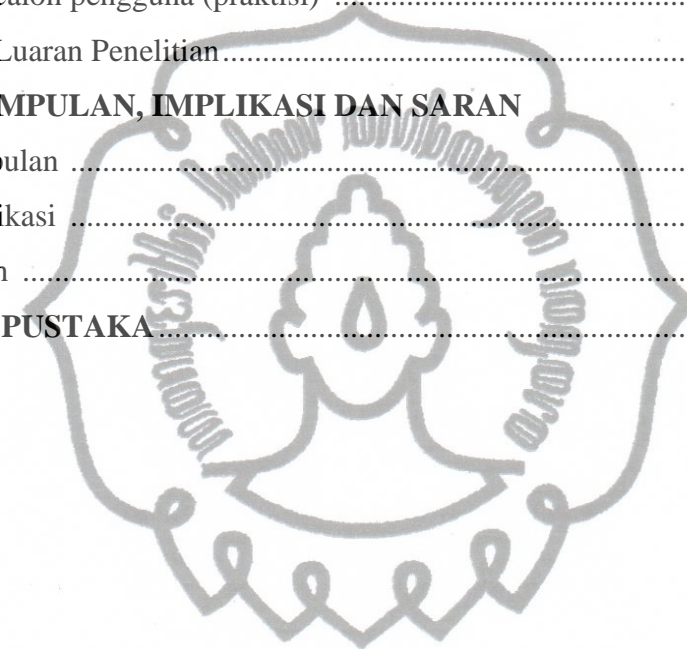 calon pengguna (praktisi) ........................................................
Luaran Penelitian........................................................................
MPULAN, IMPLIKASI DAN SARAN
pulan ...........................................................................................
ikasi .............................................................................................
n ...................................................................................................
PUSTAKA..................................................................................